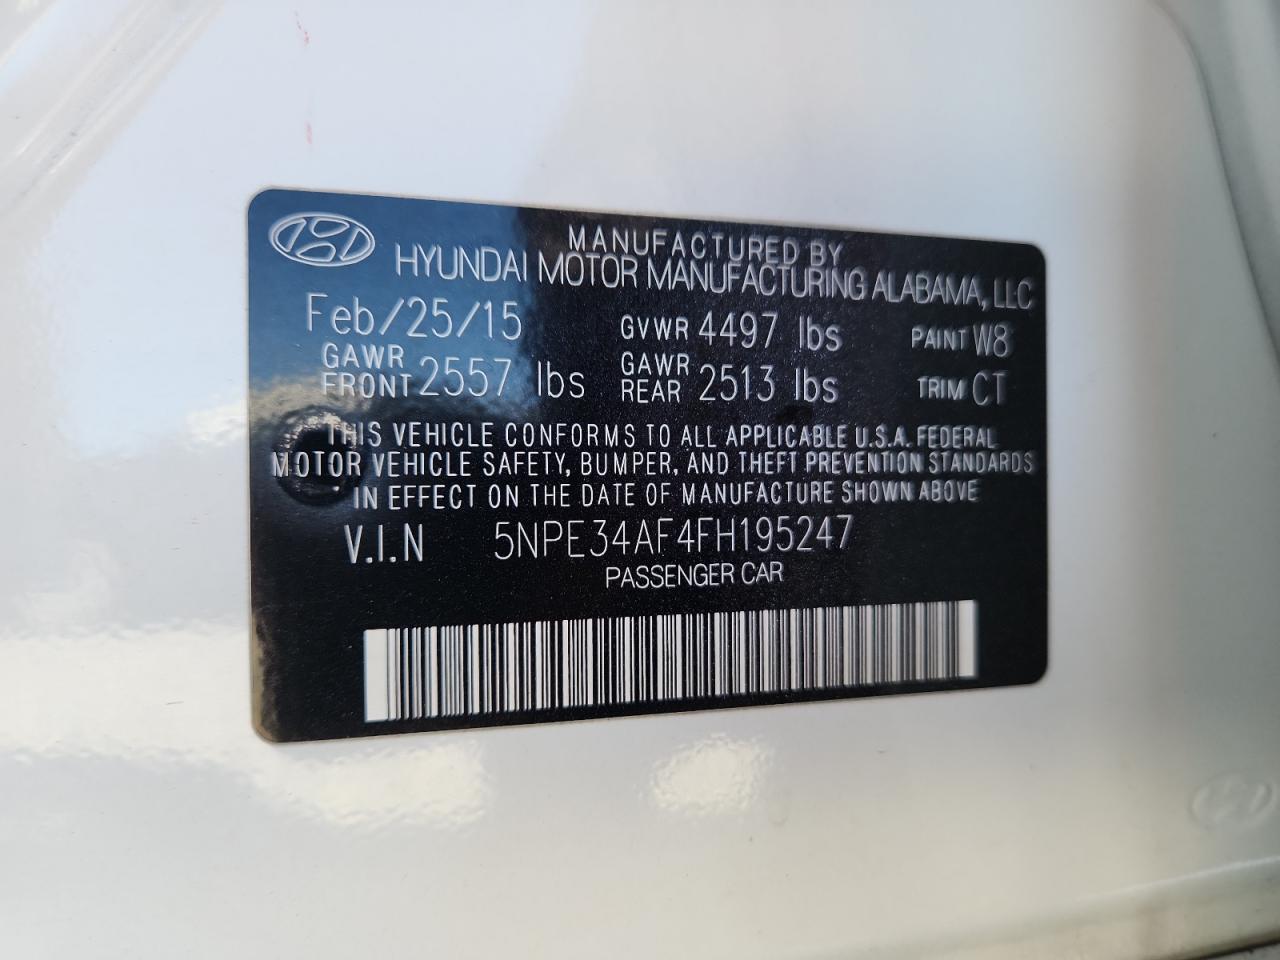 MANUFACTURED BY
HYUNDAI MOTOR MANUFACTURING ALABAMA, LLC
Feb/25/15 GVWR 4497 lbs PAINT W8
GAWR FRONT 2557 lbs GAWR REAR 2513 lbs TRIM CT
THIS VEHICLE CONFORMS TO ALL APPLICABLE U.S.A. FEDERAL
MOTOR VEHICLE SAFETY, BUMPER, AND THEFT PREVENTION STANDARDS
IN EFFECT ON THE DATE OF MANUFACTURE SHOWN ABOVE
V.I.N 5NPE34AF4FH195247
PASSENGER CAR